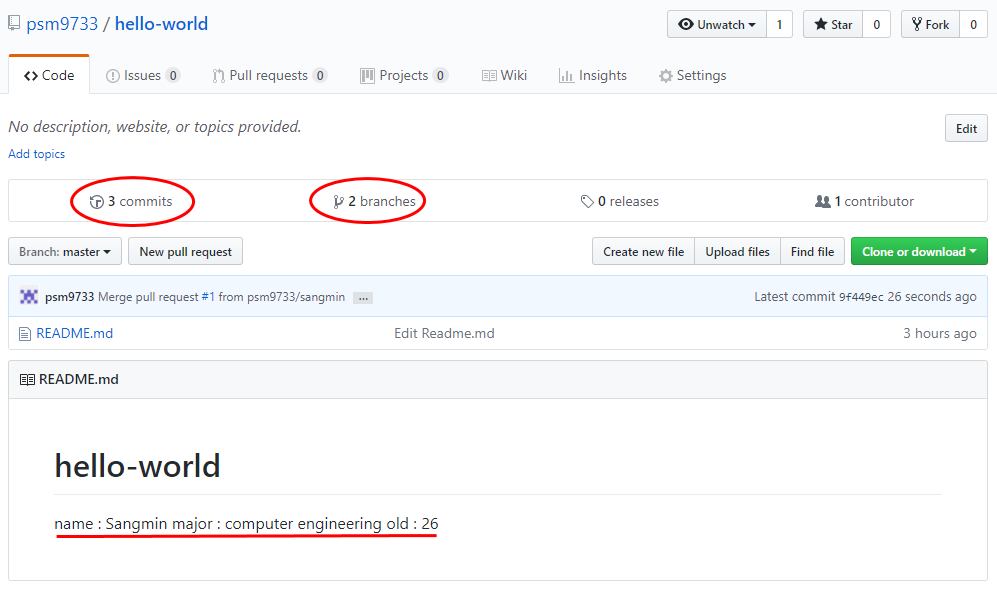 psm9733 / hello-world Unwatch 1 Star 0 Fork 0
Code Issues 0 Pull requests 0 Projects 0 Wiki Insights Settings
No description, website, or topics provided. Edit
Add topics
3 commits 2 branches 0 releases 1 contributor
Branch: master New pull request Create new file Upload files Find file Clone or download
psm9733 Merge pull request #1 from psm9733/sangmin ... Latest commit 9f449ec 26 seconds ago
README.md Edit Readme.md 3 hours ago
README.md
hello-world
name : Sangmin major : computer engineering old : 26